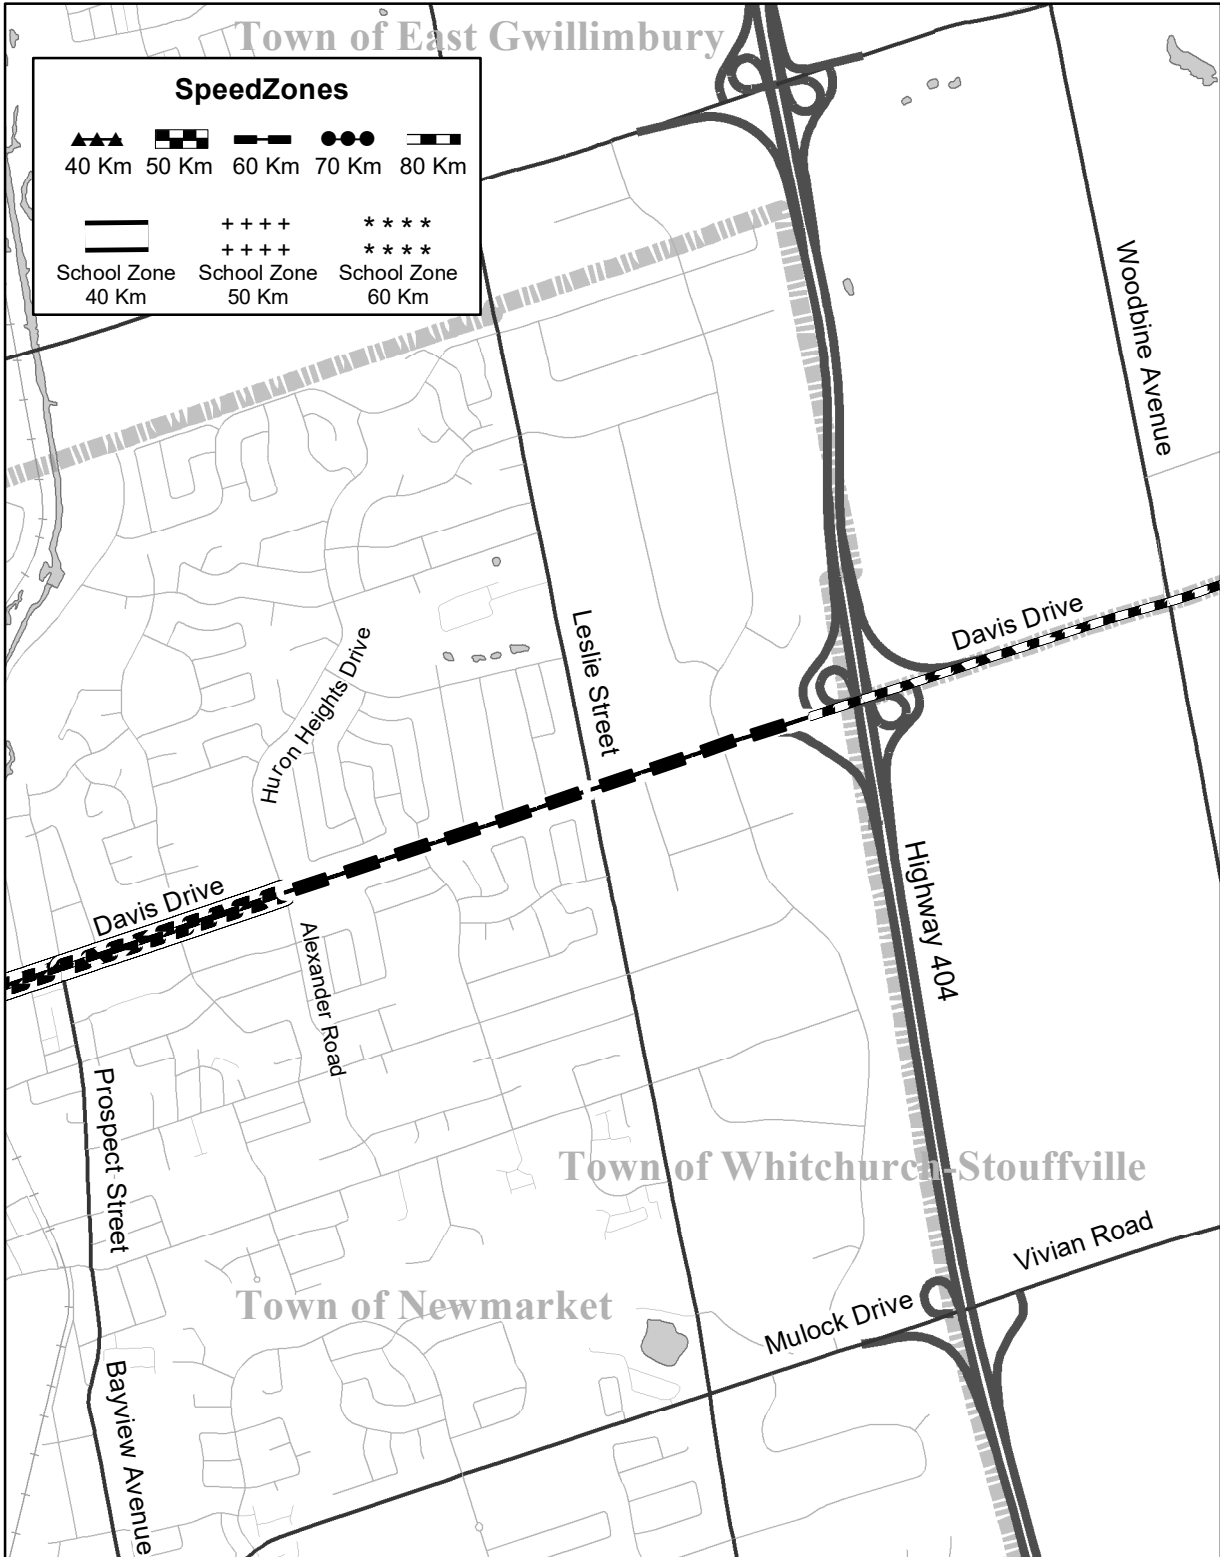 Town of East Gwillimbury
SpeedZones
40 Km 50 Km 60 Km 70 Km 80 Km
+ + + + * * * *
+ + + + * * * *
School Zone School Zone School Zone
40 Km 50 Km 60 Km
Woodbine Avenue
Davis Drive
Leslie Street
Huron Heights Drive
Davis Drive
Highway 404
Alexander Road
Prospect Street
Town of Whitchurch-Stouffville
Vivian Road
Town of Newmarket
Mulock Drive
Bayview Avenue